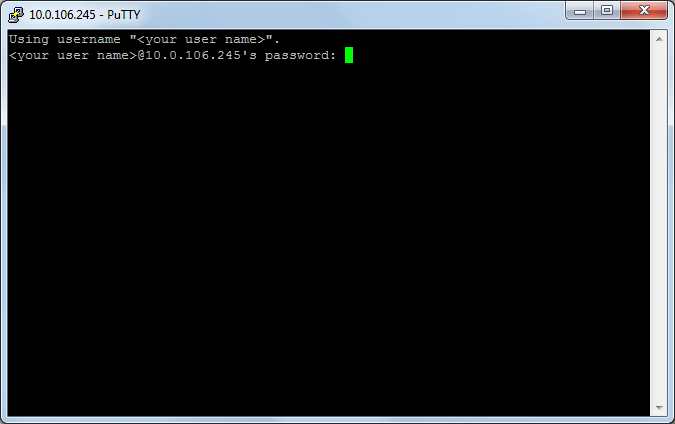 10.0.106.245 - PuTTY
Using username "<your user name>".
<your user name>@10.0.106.245's password: